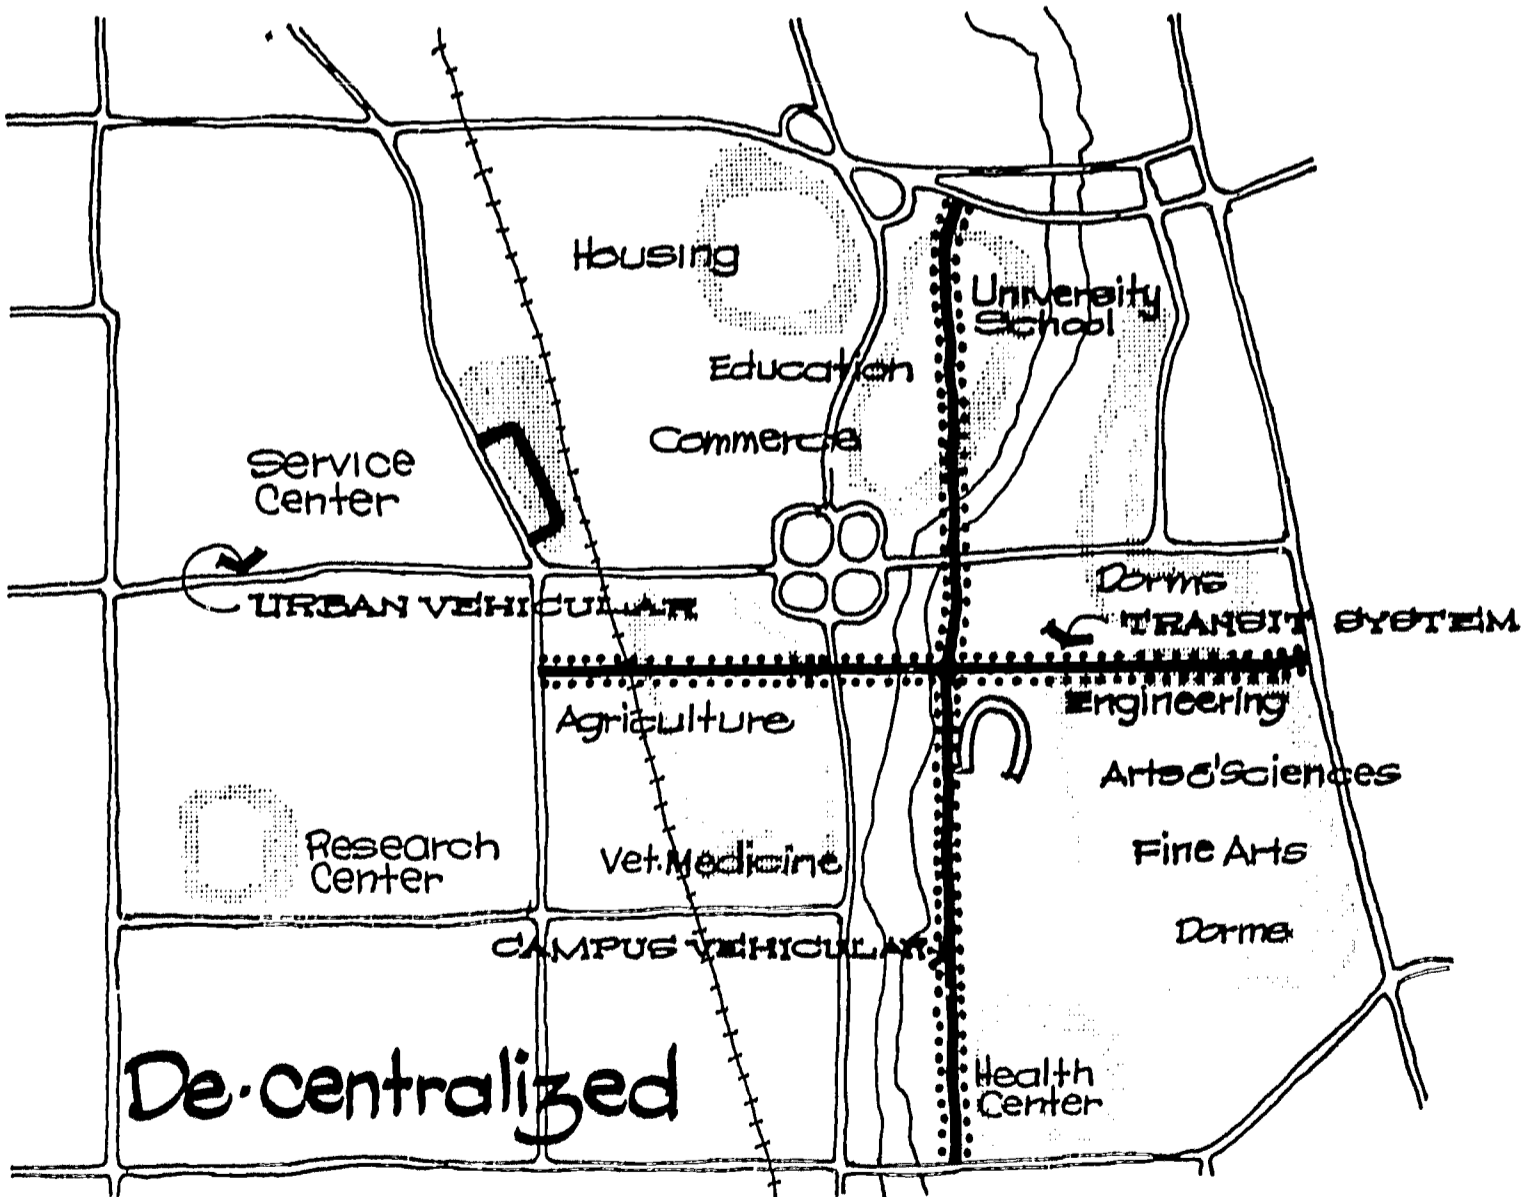 Housing
University
School
Education
Commerce
Service
Center
Dorms
URBAN VEHICULAR
TRANSIT SYSTEM
Agriculture
Engineering
Arts & Sciences
Research
Center
Vet. Medicine
Fine Arts
Dorms
CAMPUS VEHICULAR
De-centralized
Health
Center